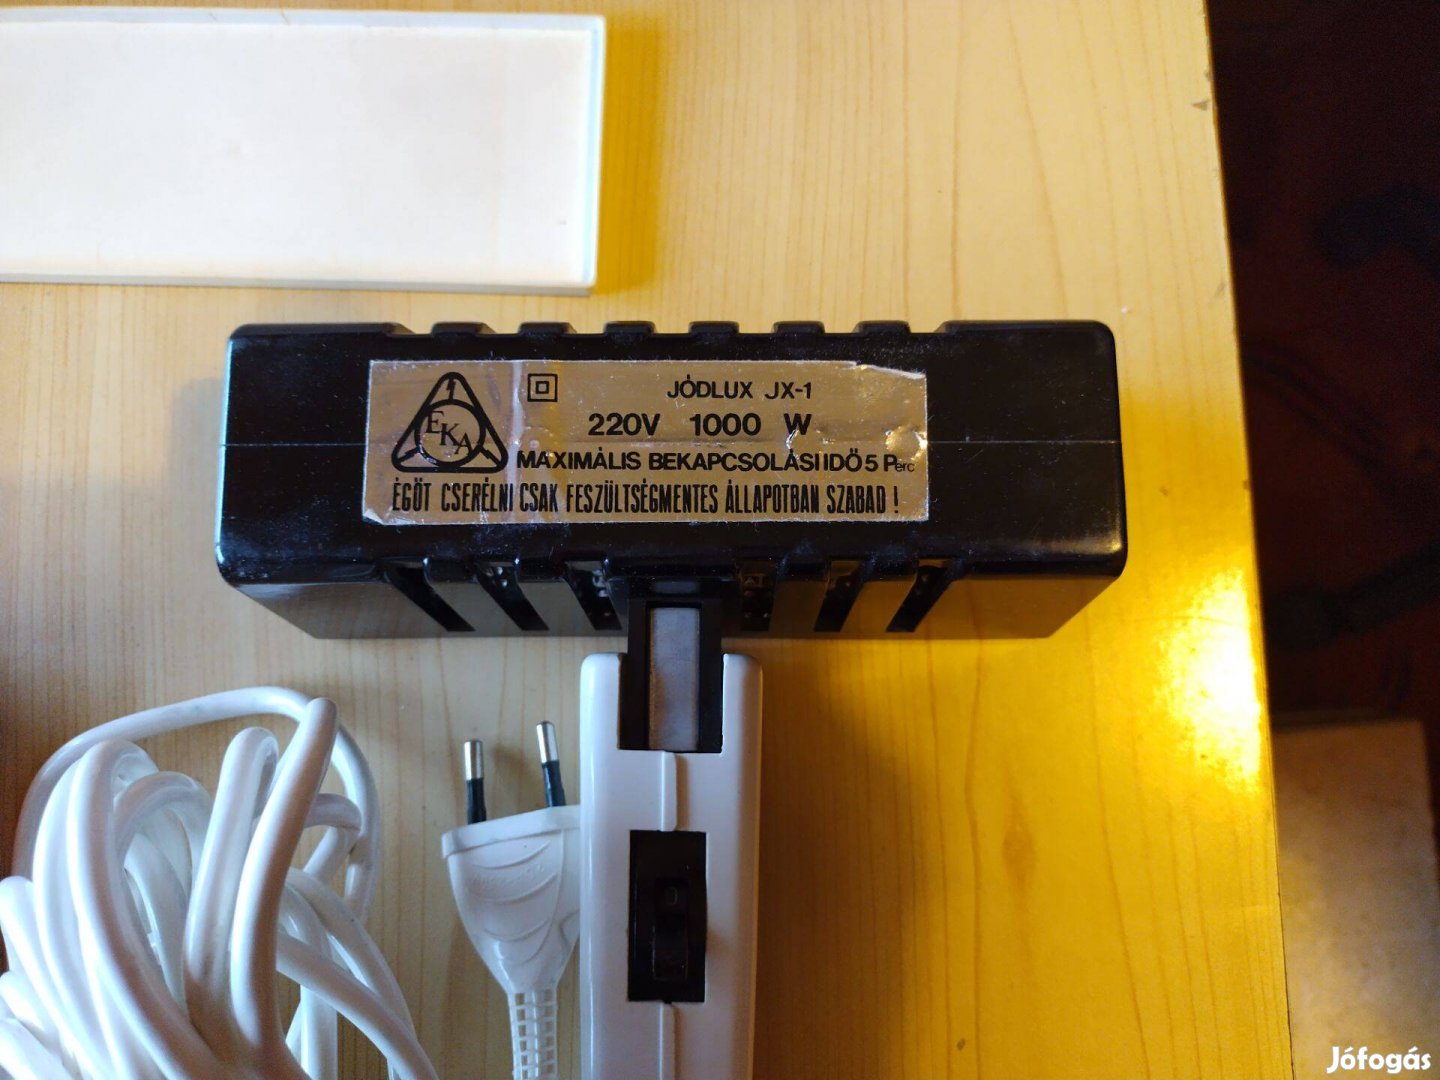 JÓDLUX JX-1
EKA
220V 1000 W
MAXIMÁLIS BEKAPCSOLÁSI IDŐ 5 Perc
ÉGŐT CSERÉLNI CSAK FESZÜLTSÉGMENTES ÁLLAPOTBAN SZABAD !
Jófogás